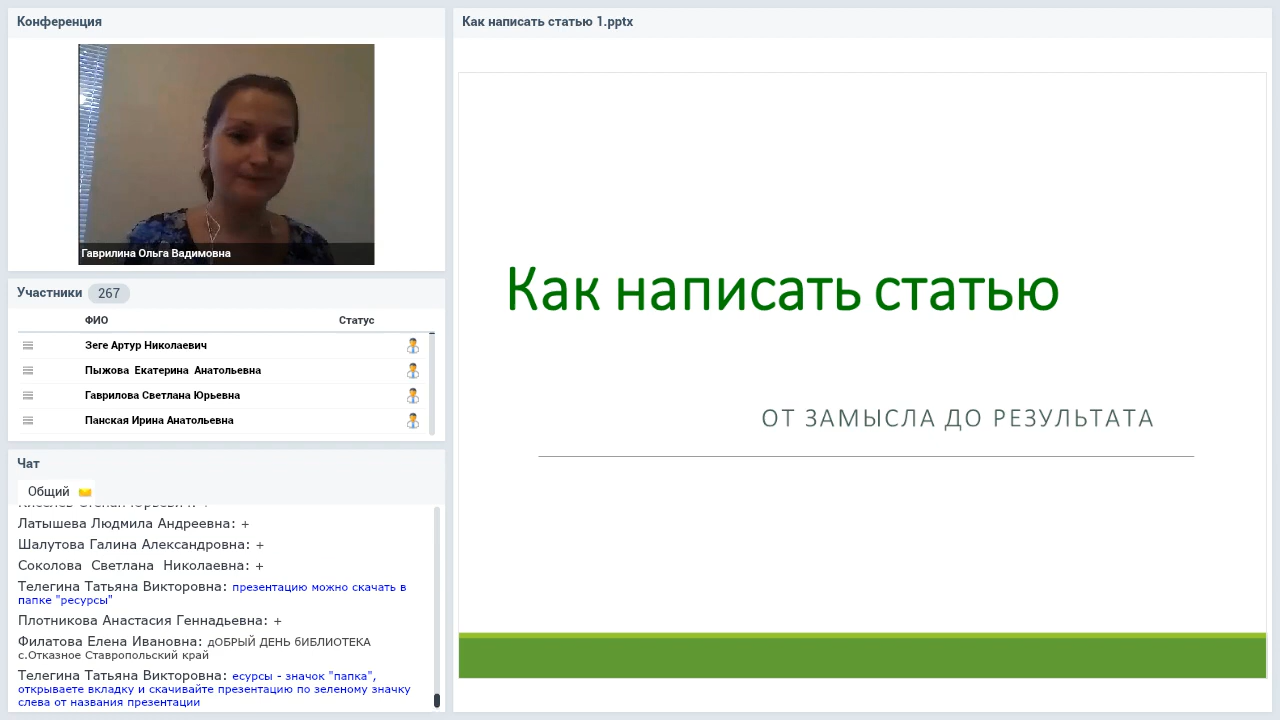 Конференция
Гаврилина Ольга Вадимовна
Участники 267
ФИО Статус
Зеге Артур Николаевич
Пыжова Екатерина Анатольевна
Гаврилова Светлана Юрьевна
Панская Ирина Анатольевна
Чат
Общий
Латышева Людмила Андреевна: +
Шалутова Галина Александровна: +
Соколова Светлана Николаевна: +
Телегина Татьяна Викторовна: презентацию можно скачать в
папке "ресурсы"
Плотникова Анастасия Геннадьевна: +
Филатова Елена Ивановна: дОБРЫЙ ДЕНЬ бИБЛИОТЕКА
с.Отказное Ставропольский край
Телегина Татьяна Викторовна: есурсы - значок "папка",
открываете вкладку и скачивайте презентацию по зеленому значку
слева от названия презентации
Как написать статью 1.pptx
Как написать статью
ОТ ЗАМЫСЛА ДО РЕЗУЛЬТАТА